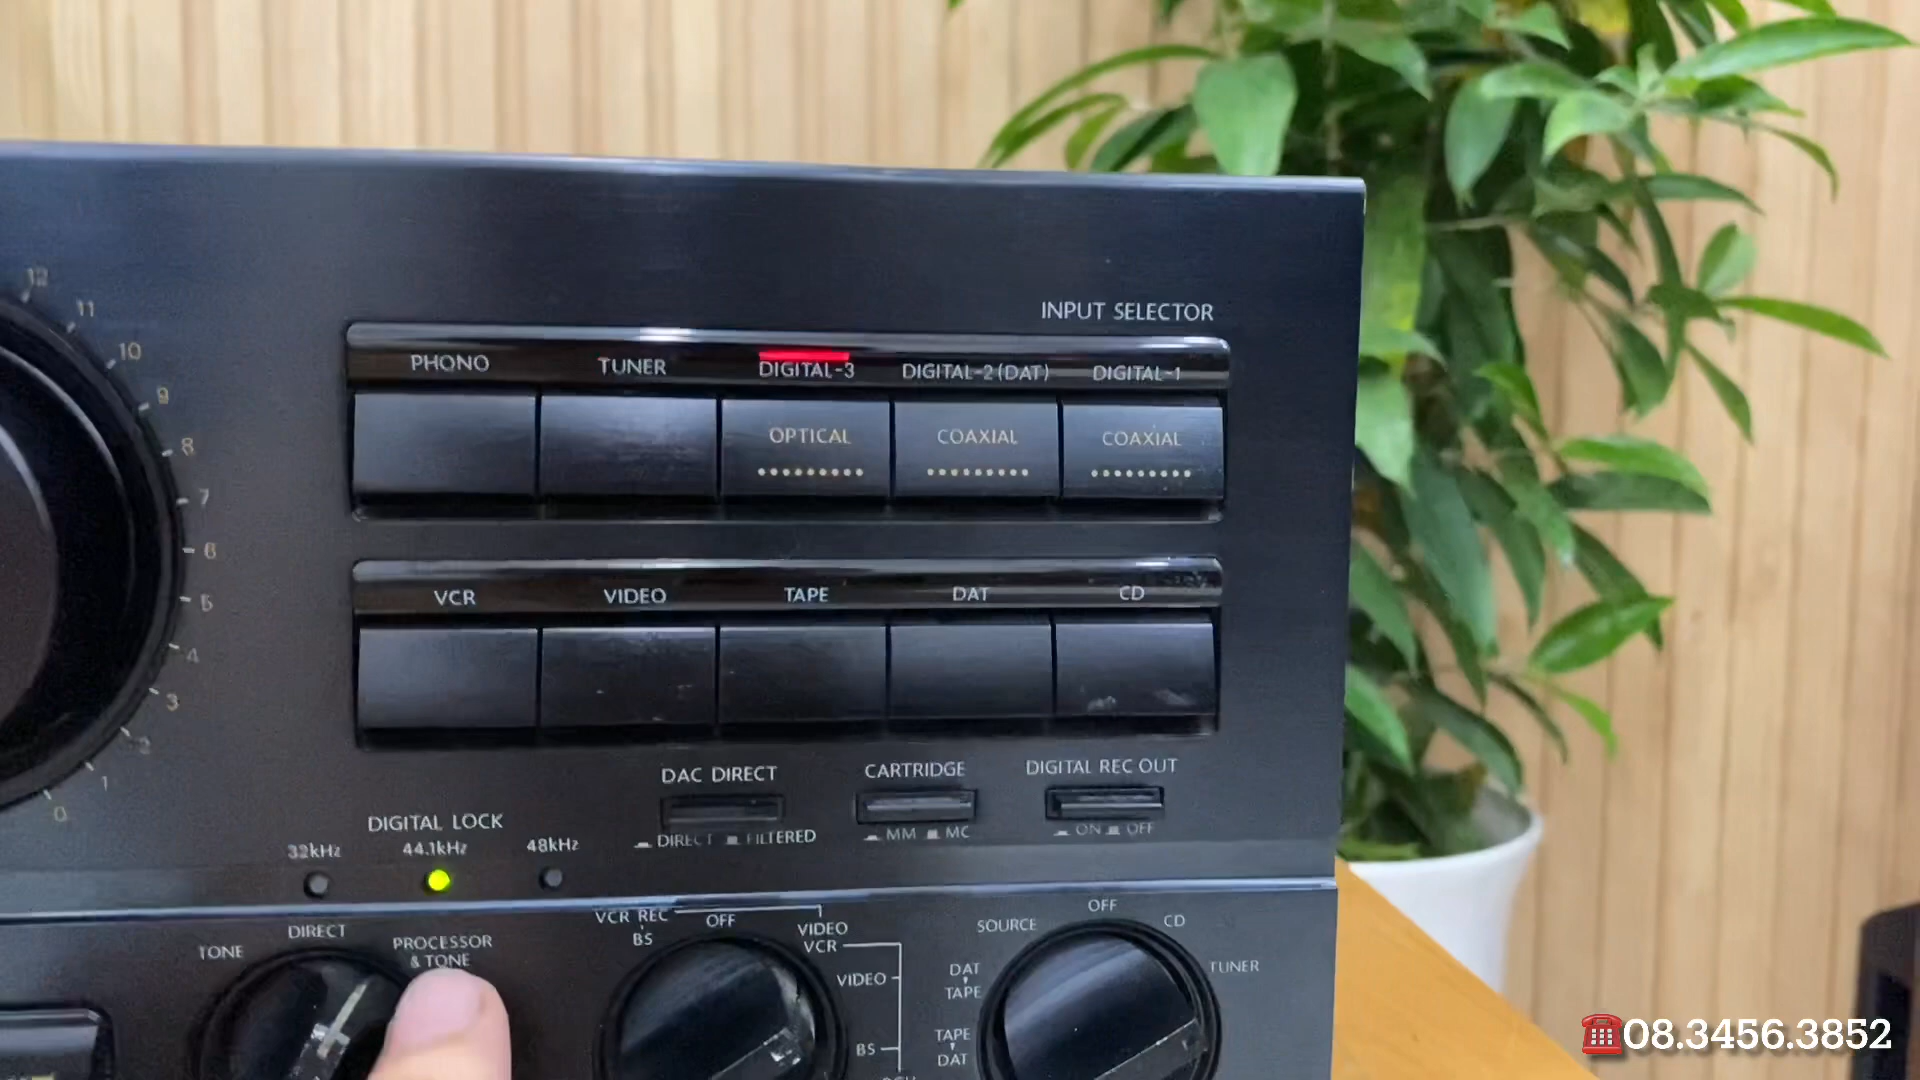 INPUT SELECTOR
PHONO TUNER DIGITAL-3 DIGITAL-2(DAT) DIGITAL-1
OPTICAL COAXIAL COAXIAL
VCR VIDEO TAPE DAT CD
12
11
10
9
8
7
6
5
4
3
2
1
0
DAC DIRECT CARTRIDGE DIGITAL REC OUT
DIRECT FILTERED MM MC ON OFF
DIGITAL LOCK
32kHz 44.1kHz 48kHz
TONE DIRECT PROCESSOR
& TONE
VCR REC OFF VIDEO
BS VCR
VIDEO
BS
SOURCE OFF CD
TUNER
DAT
TAPE
TAPE
DAT
08.3456.3852